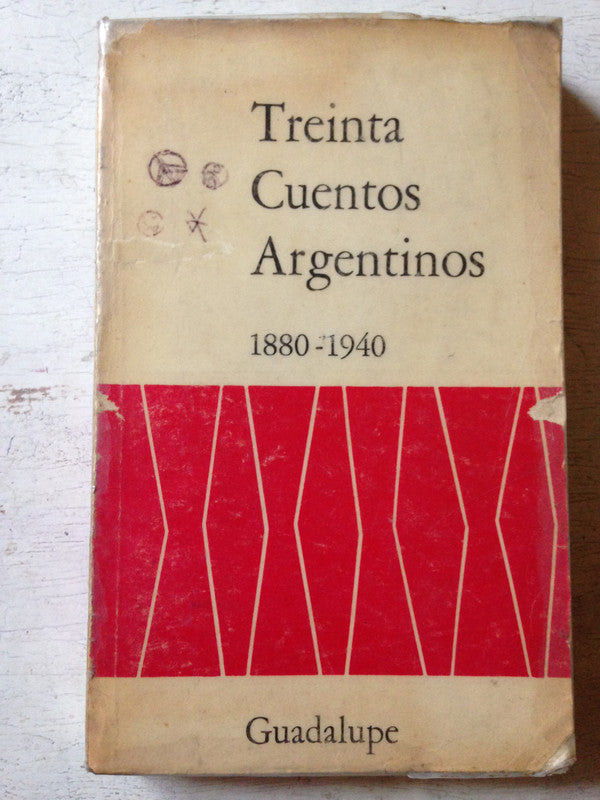 Treinta
Cuentos
Argentinos
1880-1940
Guadalupe